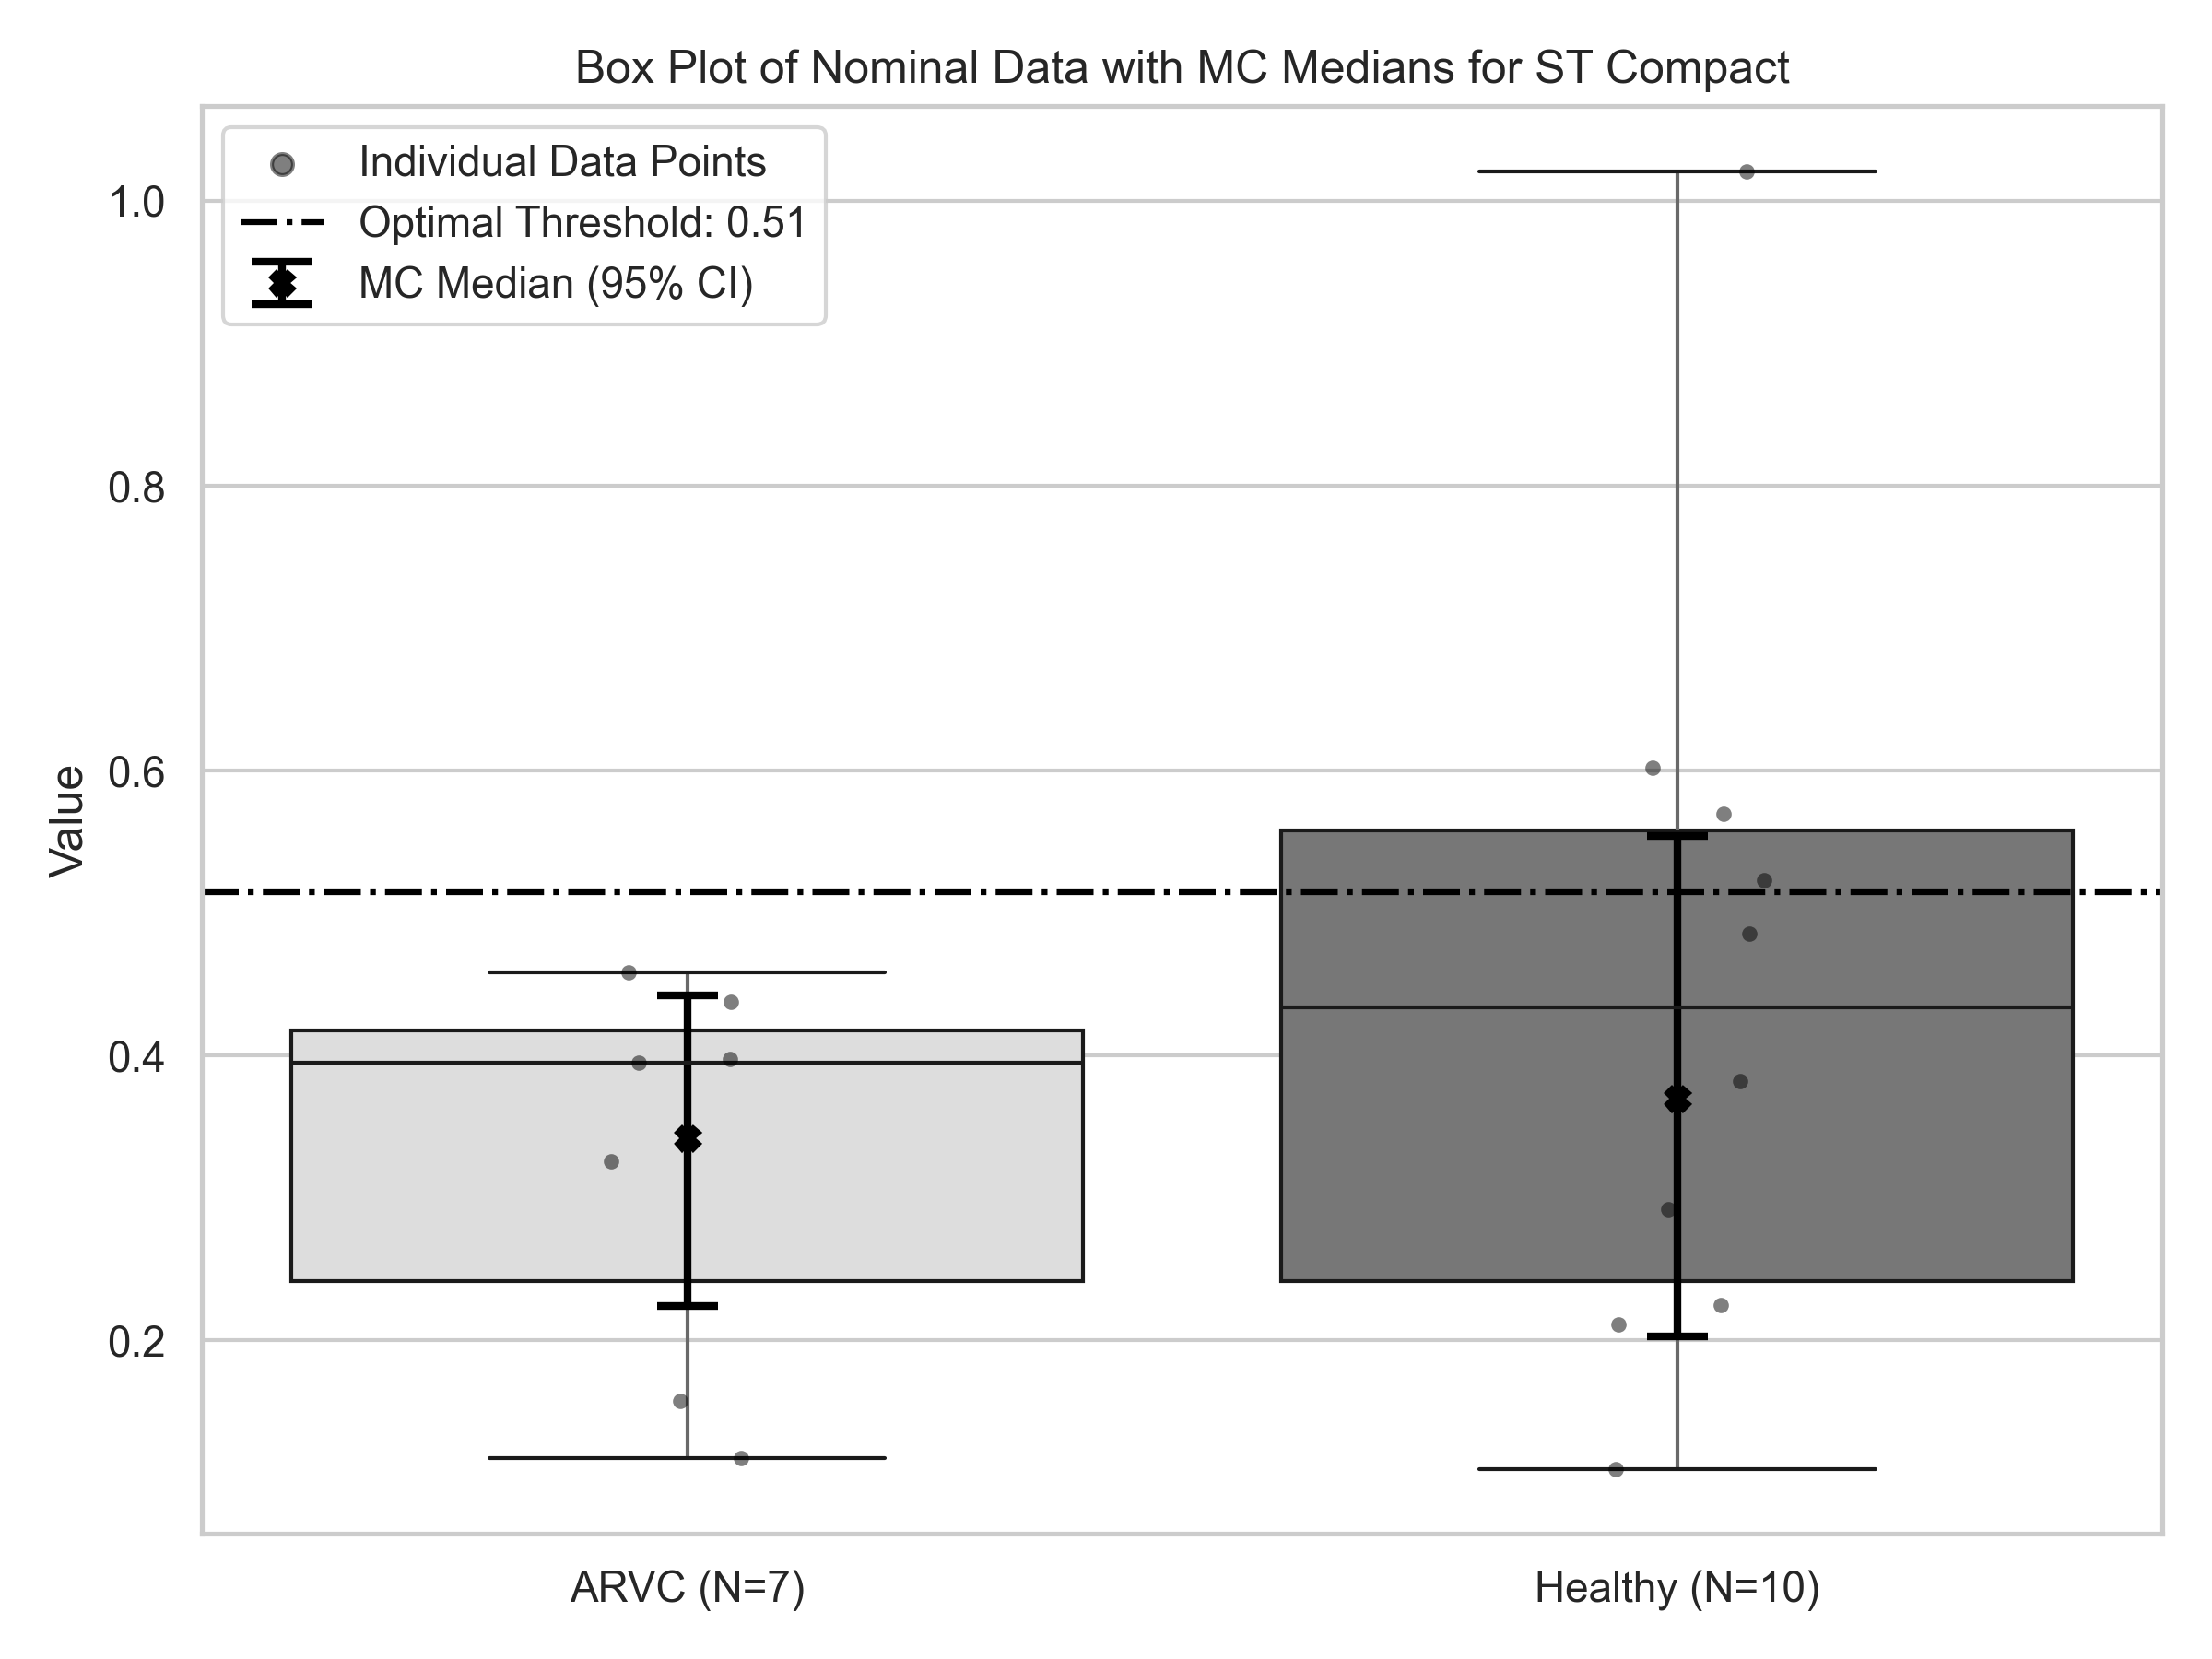 Box Plot of Nominal Data with MC Medians for ST Compact
Individual Data Points
Optimal Threshold: 0.51
MC Median (95% CI)
1.0
0.8
0.6
0.4
0.2
Value
ARVC (N=7)
Healthy (N=10)